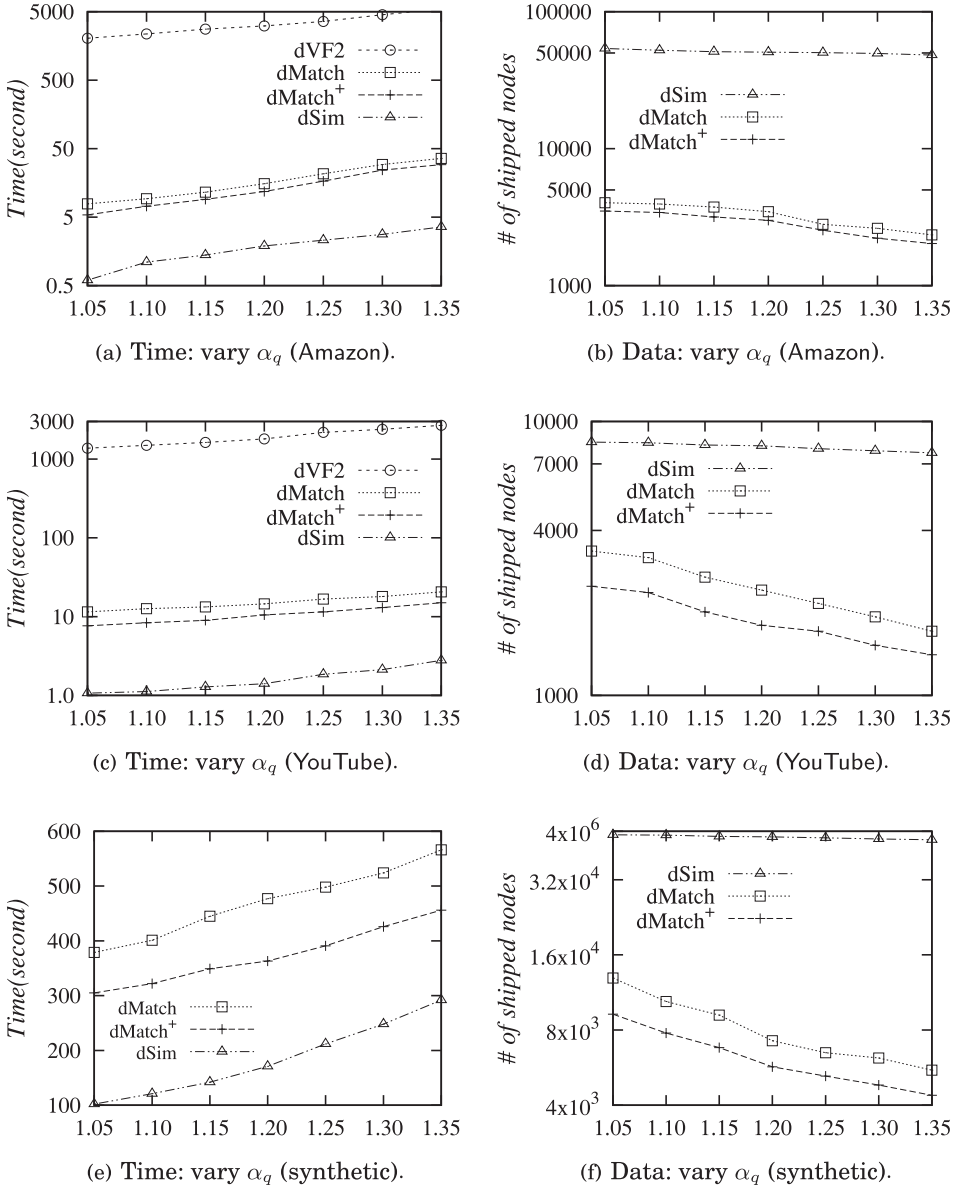 5000
500
50
5
0.5
Time(second)
dVF2
dMatch
dMatch+
dSim
1.05 1.10 1.15 1.20 1.25 1.30 1.35
(a) Time: vary αq (Amazon).
100000
50000
10000
5000
1000
# of shipped nodes
dSim
dMatch
dMatch+
1.05 1.10 1.15 1.20 1.25 1.30 1.35
(b) Data: vary αq (Amazon).
3000
1000
100
10
1.0
Time(second)
dVF2
dMatch
dMatch+
dSim
1.05 1.10 1.15 1.20 1.25 1.30 1.35
(c) Time: vary αq (YouTube).
10000
7000
4000
1000
# of shipped nodes
dSim
dMatch
dMatch+
1.05 1.10 1.15 1.20 1.25 1.30 1.35
(d) Data: vary αq (YouTube).
600
500
400
300
200
100
Time(second)
dMatch
dMatch+
dSim
1.05 1.10 1.15 1.20 1.25 1.30 1.35
(e) Time: vary αq (synthetic).
4x10^6
3.2x10^4
1.6x10^4
8x10^3
4x10^3
# of shipped nodes
dSim
dMatch
dMatch+
1.05 1.10 1.15 1.20 1.25 1.30 1.35
(f) Data: vary αq (synthetic).